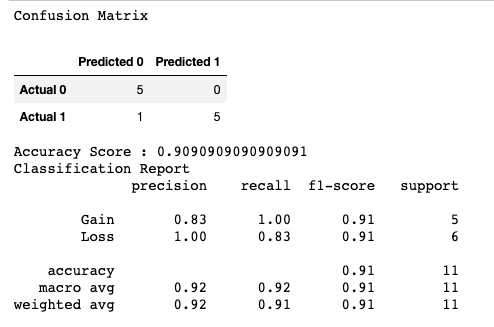 Confusion Matrix
Predicted 0 Predicted 1
Actual 0 5 0
Actual 1 1 5
Accuracy Score : 0.9090909090909091
Classification Report
precision recall f1-score support
Gain 0.83 1.00 0.91 5
Loss 1.00 0.83 0.91 6
accuracy 0.91 11
macro avg 0.92 0.92 0.91 11
weighted avg 0.92 0.91 0.91 11